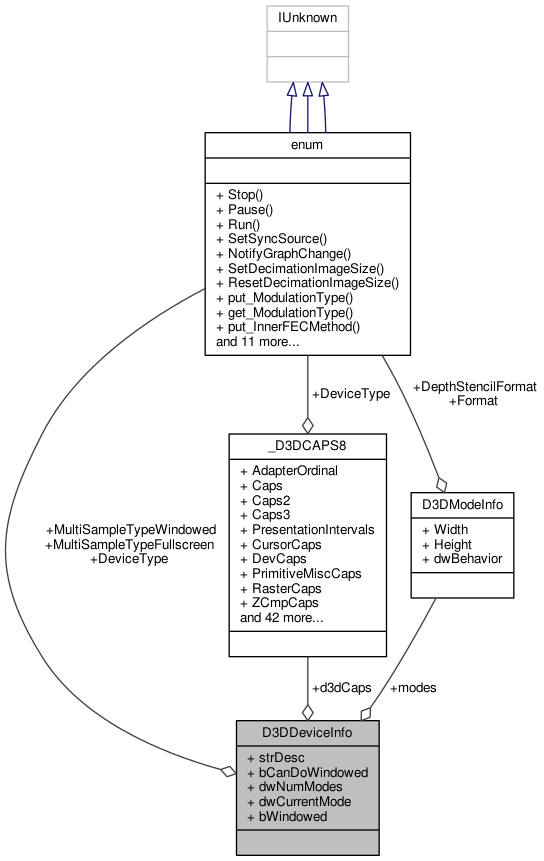 IUnknown
enum
+ Stop()
+ Pause()
+ Run()
+ SetSyncSource()
+ NotifyGraphChange()
+ SetDecimationImageSize()
+ ResetDecimationImageSize()
+ put_ModulationType()
+ get_ModulationType()
+ put_InnerFECMethod()
and 11 more...
+DeviceType
+DepthStencilFormat
+Format
_D3DCAPS8
+ AdapterOrdinal
+ Caps
+ Caps2
+ Caps3
+ PresentationIntervals
+ CursorCaps
+ DevCaps
+ PrimitiveMiscCaps
+ RasterCaps
+ ZCmpCaps
and 42 more...
D3DModeInfo
+ Width
+ Height
+ dwBehavior
+MultiSampleTypeWindowed
+MultiSampleTypeFullscreen
+DeviceType
+d3dCaps
+modes
D3DDeviceInfo
+ strDesc
+ bCanDoWindowed
+ dwNumModes
+ dwCurrentMode
+ bWindowed